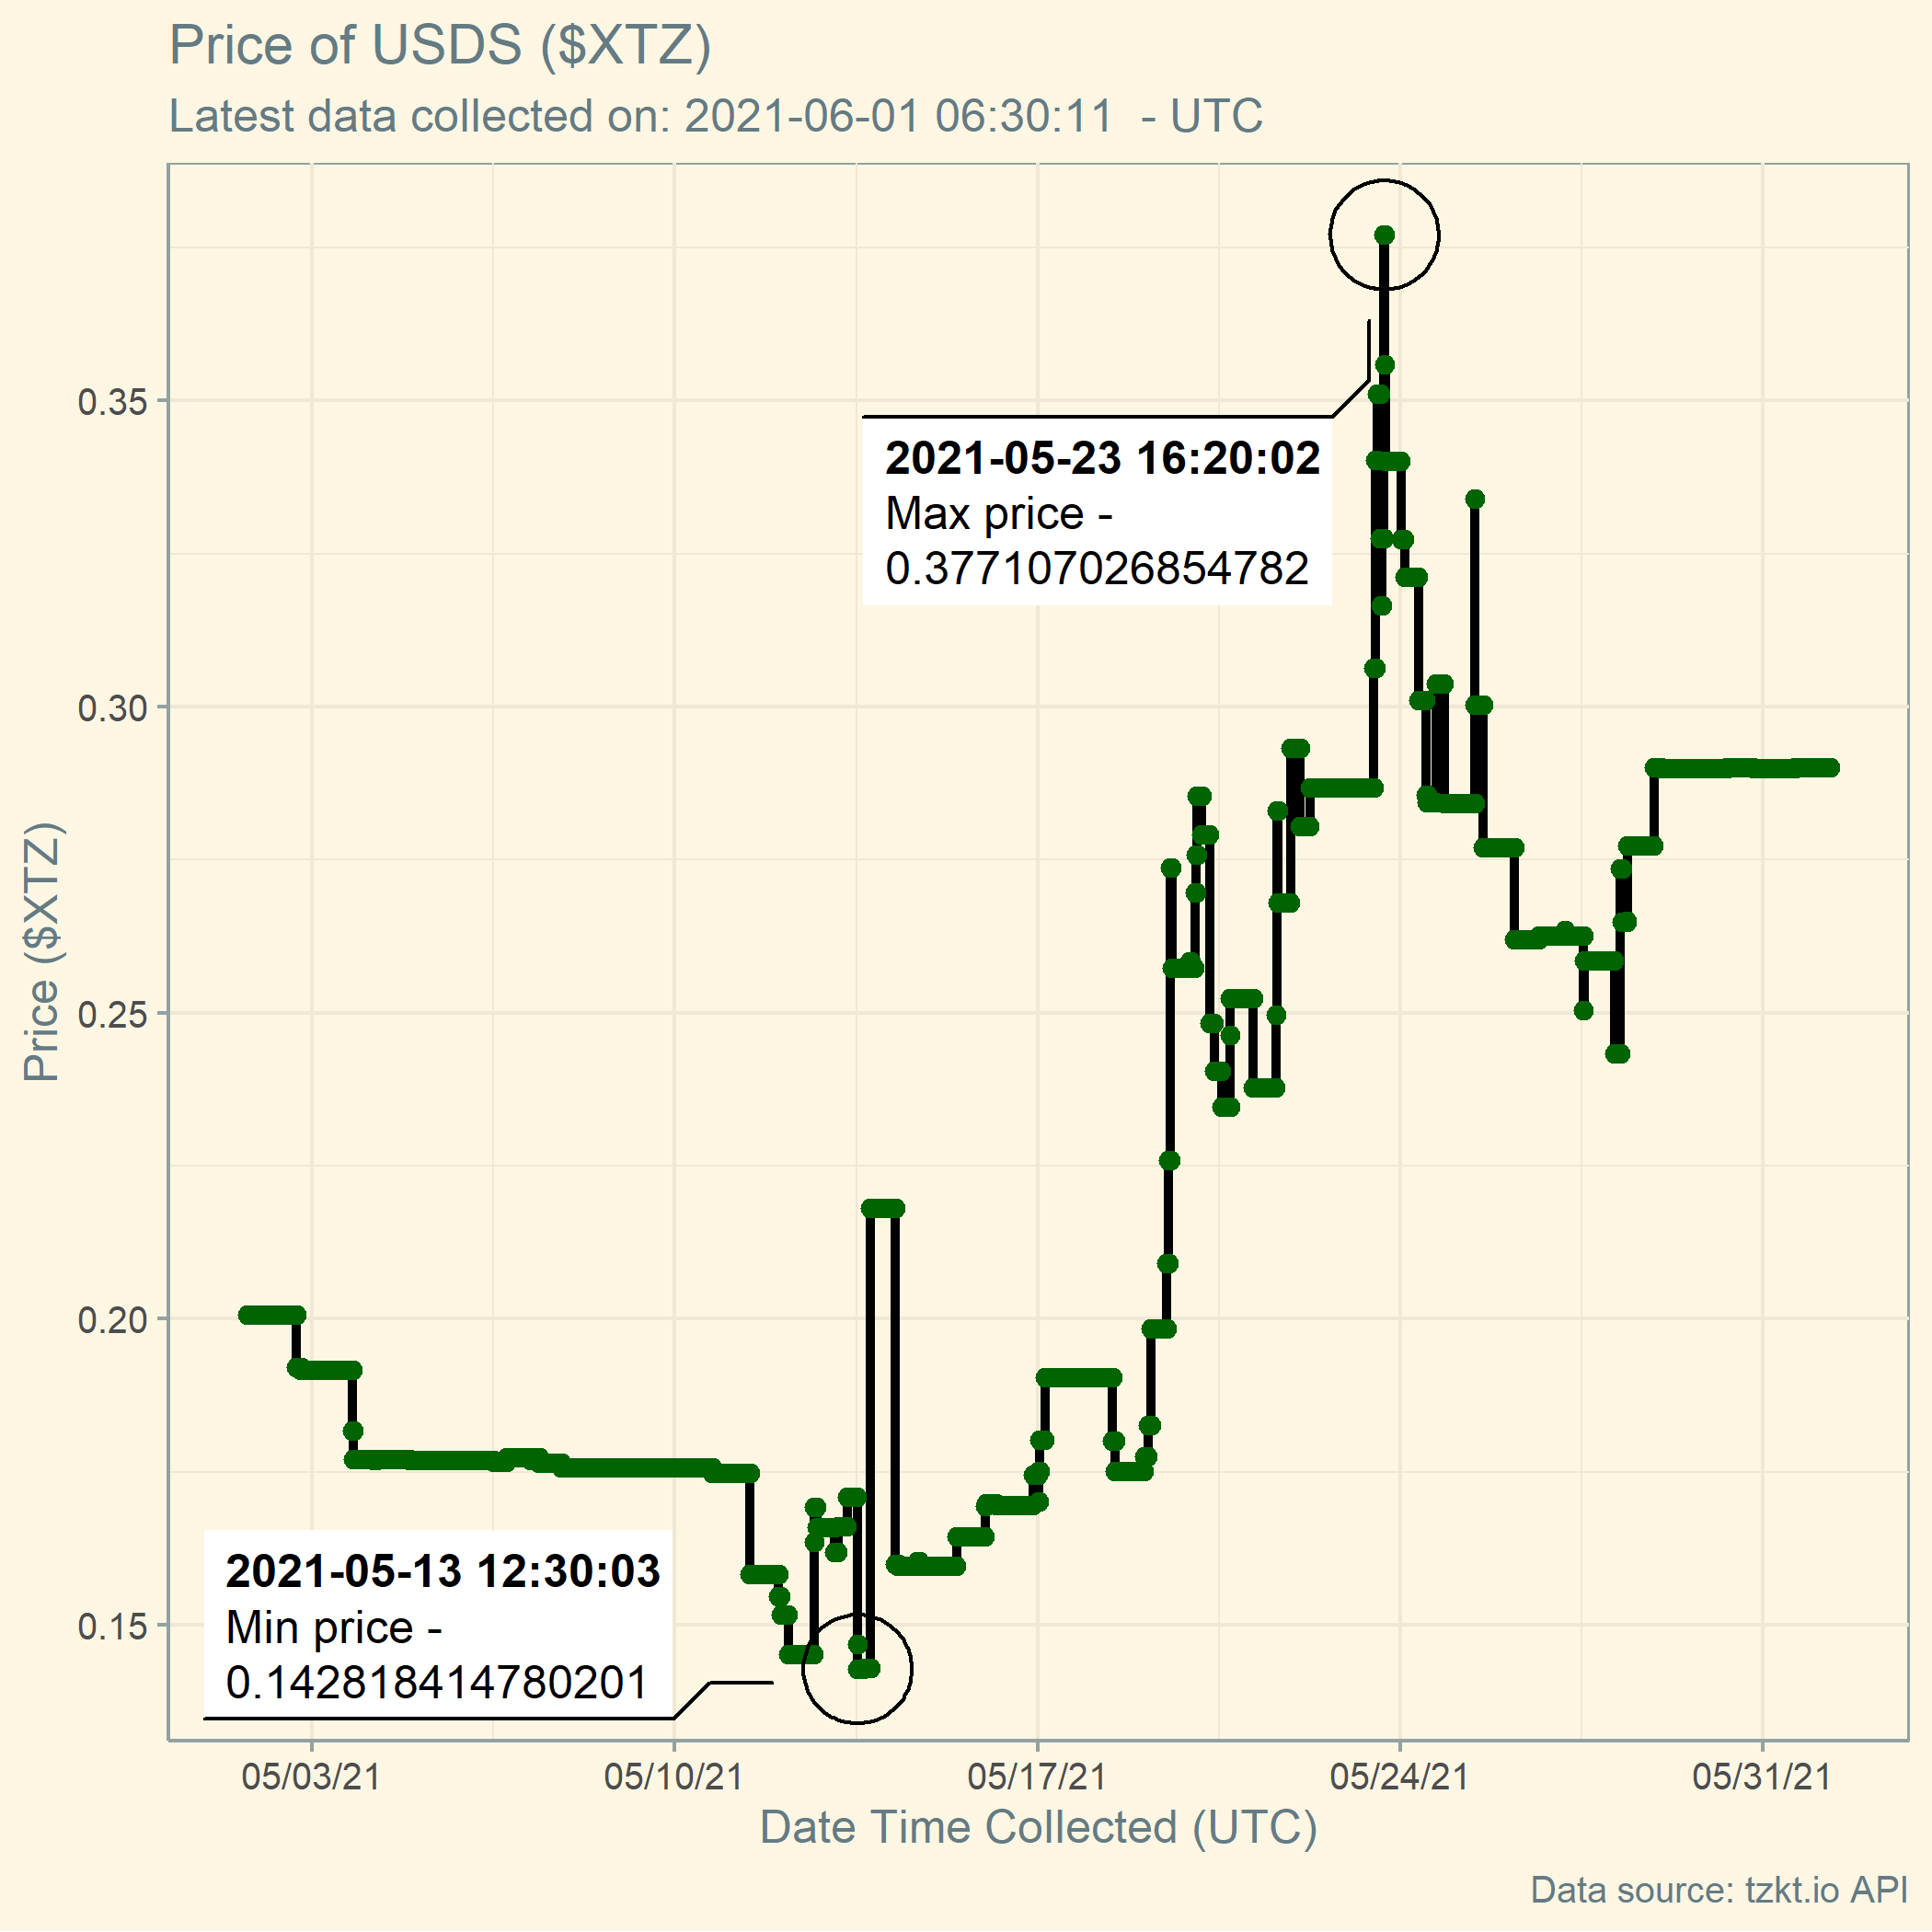 Price of USDS ($XTZ)
Latest data collected on: 2021-06-01 06:30:11  - UTC
2021-05-23 16:20:02
Max price -
0.377107026854782
2021-05-13 12:30:03
Min price -
0.142818414780201
Price ($XTZ)
0.35
0.30
0.25
0.20
0.15
05/03/21
05/10/21
05/17/21
05/24/21
05/31/21
Date Time Collected (UTC)
Data source: tzkt.io API